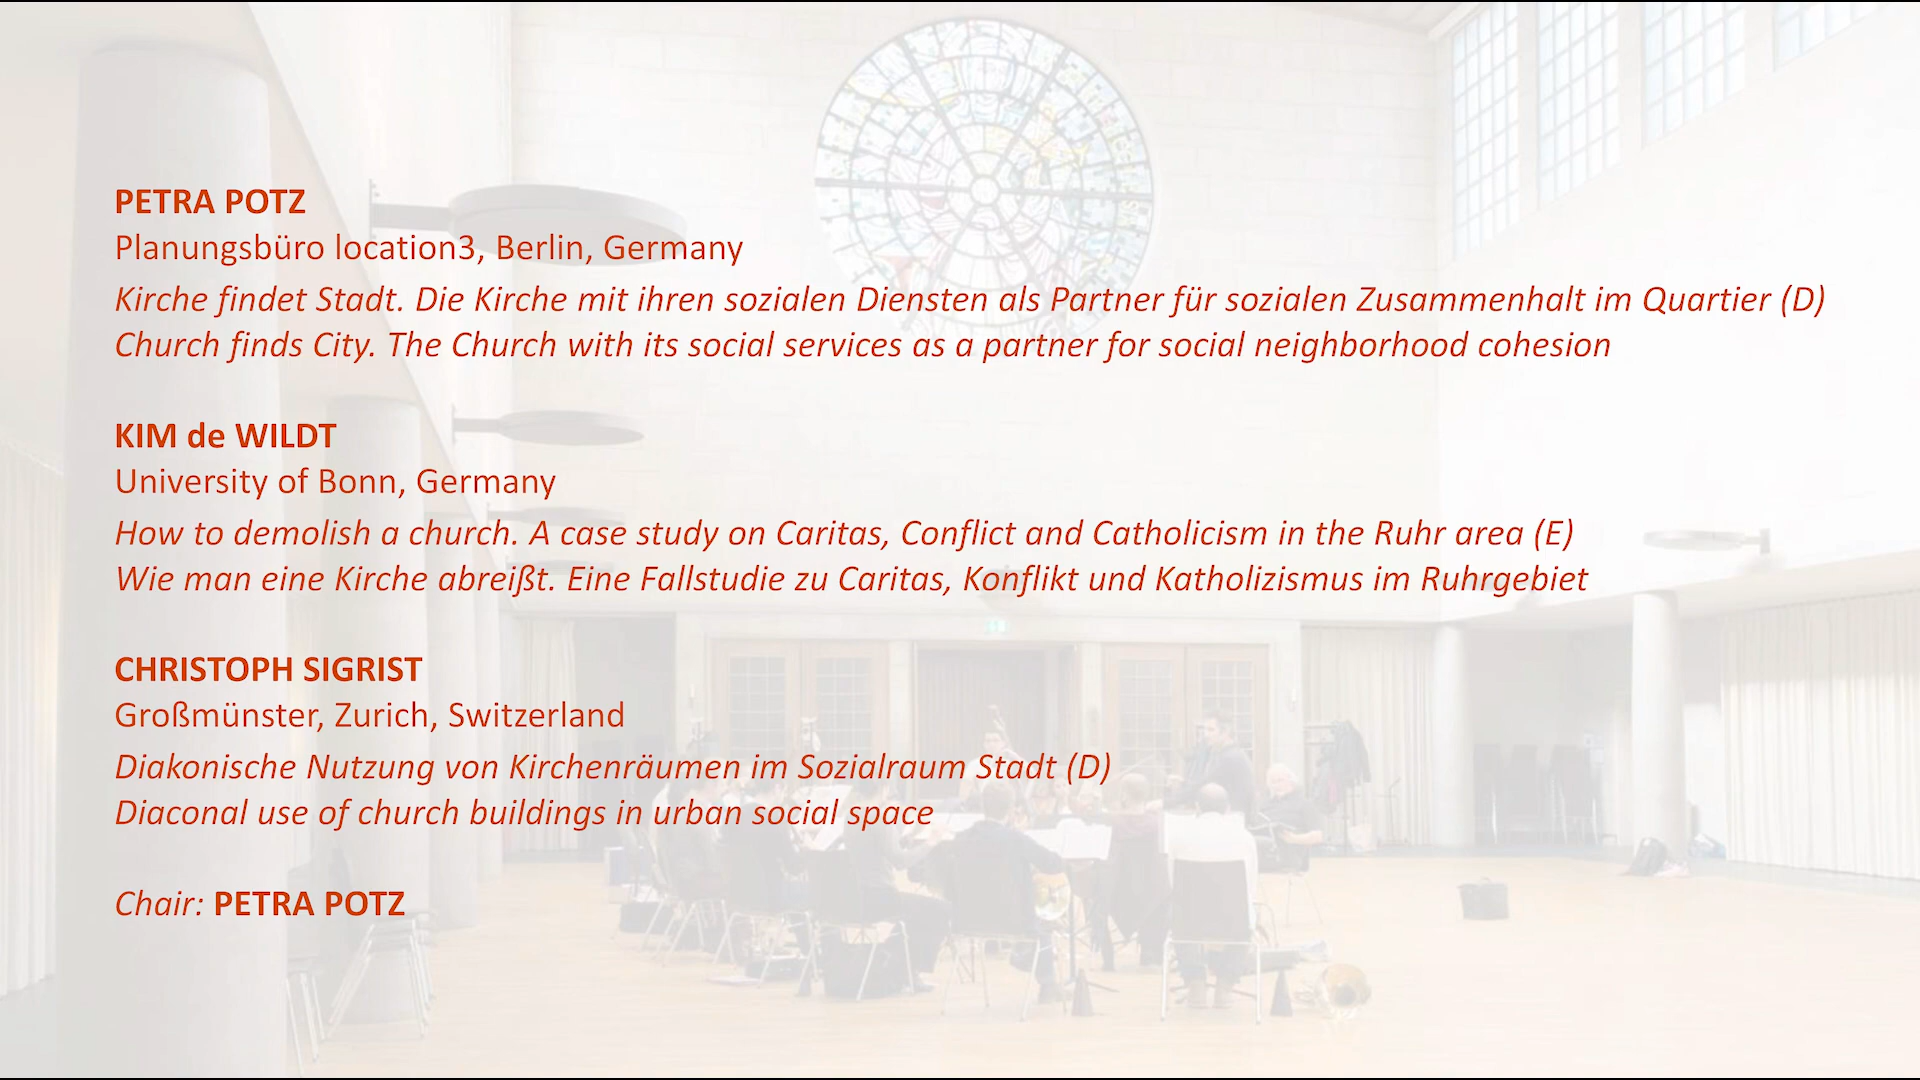 PETRA POTZ
Planungsbüro location3, Berlin, Germany
Kirche findet Stadt. Die Kirche mit ihren sozialen Diensten als Partner für sozialen Zusammenhalt im Quartier (D)
Church finds City. The Church with its social services as a partner for social neighborhood cohesion
KIM de WILDT
University of Bonn, Germany
How to demolish a church. A case study on Caritas, Conflict and Catholicism in the Ruhr area (E)
Wie man eine Kirche abreißt. Eine Fallstudie zu Caritas, Konflikt und Katholizismus im Ruhrgebiet
CHRISTOPH SIGRIST
Großmünster, Zurich, Switzerland
Diakonische Nutzung von Kirchenräumen im Sozialraum Stadt (D)
Diaconal use of church buildings in urban social space
Chair: PETRA POTZ